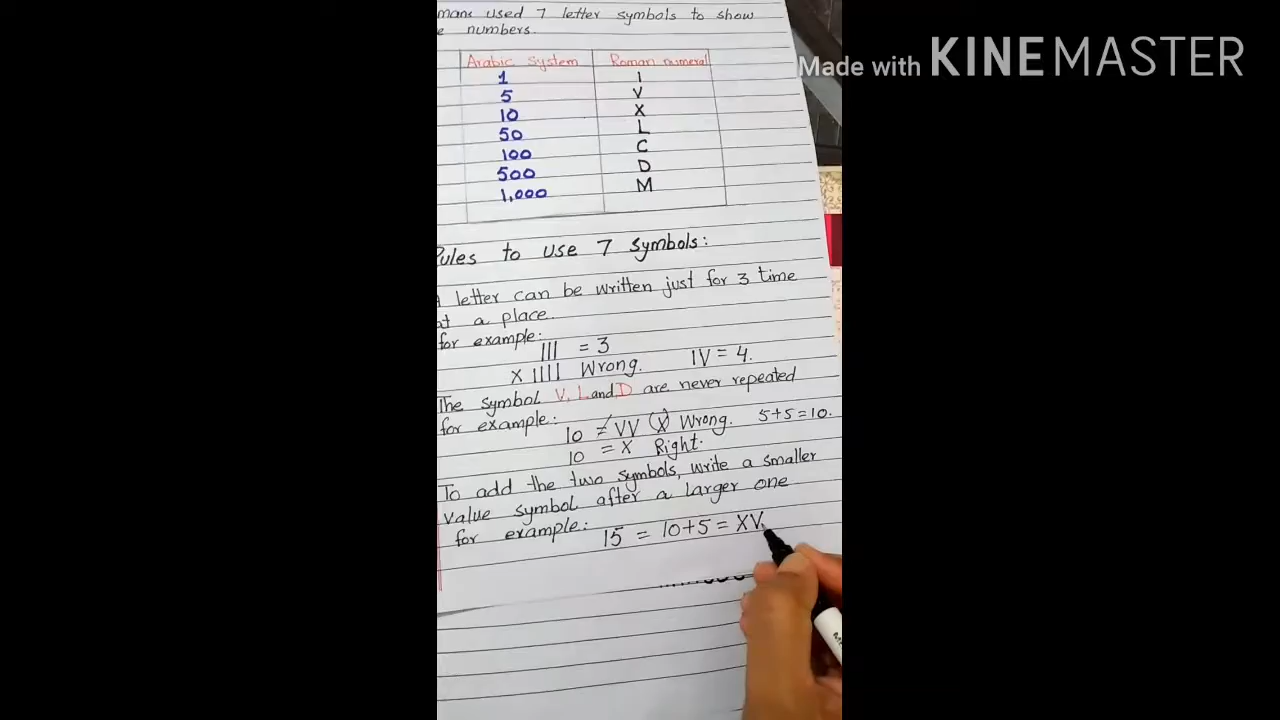 mans used 7 letter symbols to show
e numbers.
Made with KINEMASTER
Arabic System Roman numeral
1 I
5 V
10 X
50 L
100 C
500 D
1,000 M
Rules to use 7 symbols:
A letter can be written just for 3 time
at a place.
for example:
III = 3
X IIII Wrong. IV = 4.
The symbol V, L and D are never repeated
for example:
10 = VV (X) Wrong. 5+5=10.
10 = X Right.
To add the two symbols, write a smaller
value symbol after a larger one
for example:
15 = 10+5 = XV.